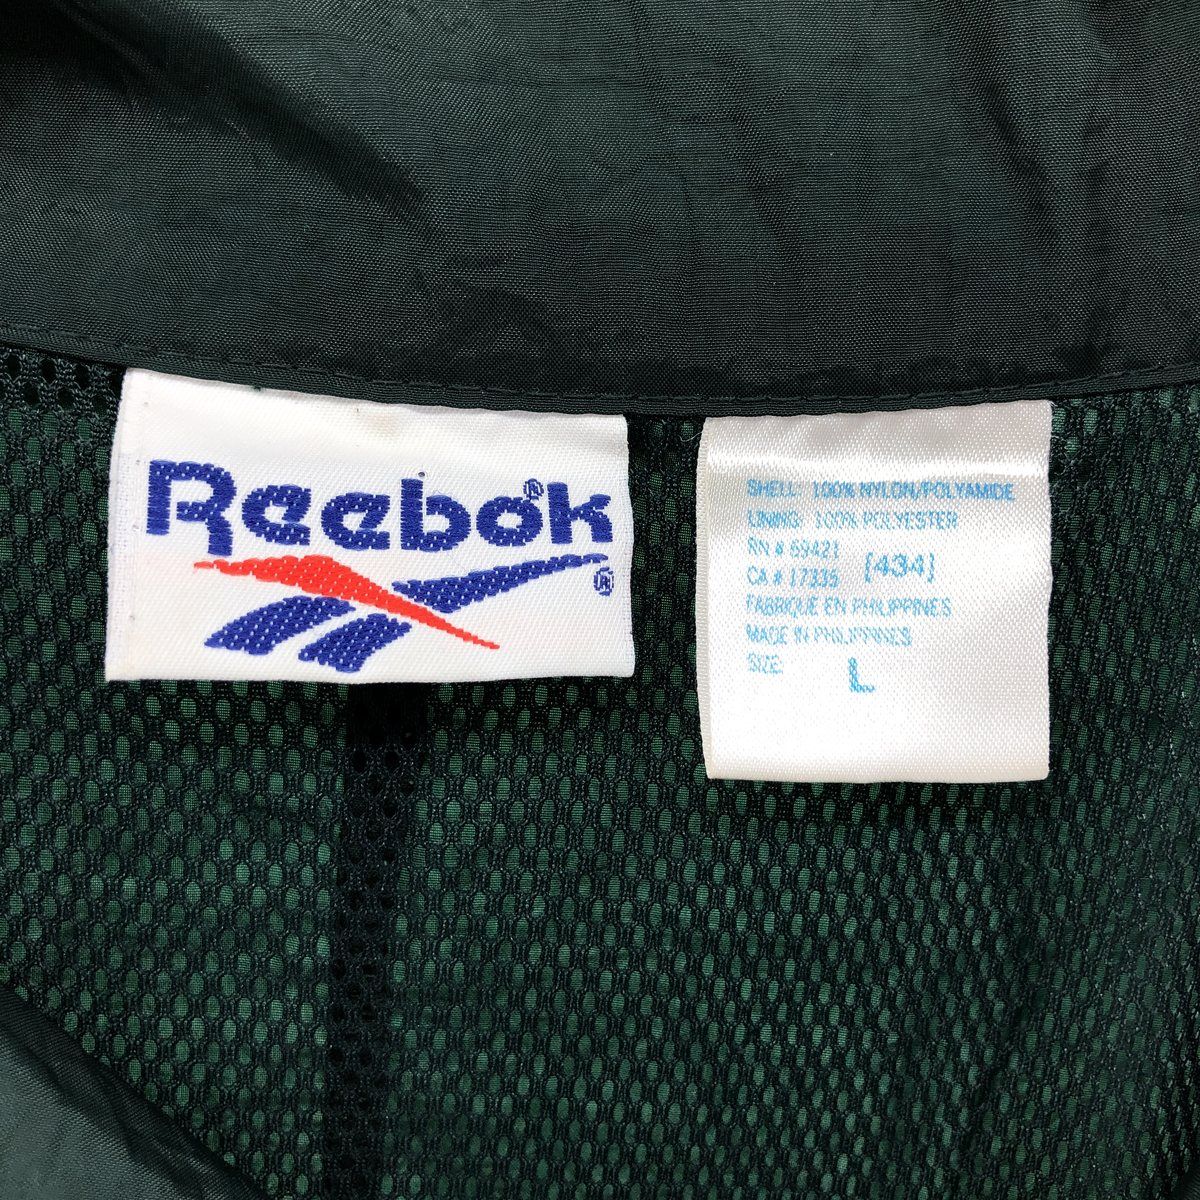 Reebok®
®
SHELL: 100% NYLON/POLYAMIDE
LINING: 100% POLYESTER
RN # 69421
CA # 17335 [434]
FABRIQUE EN PHILIPPINES
MADE IN PHILIPPINES
SIZE: L